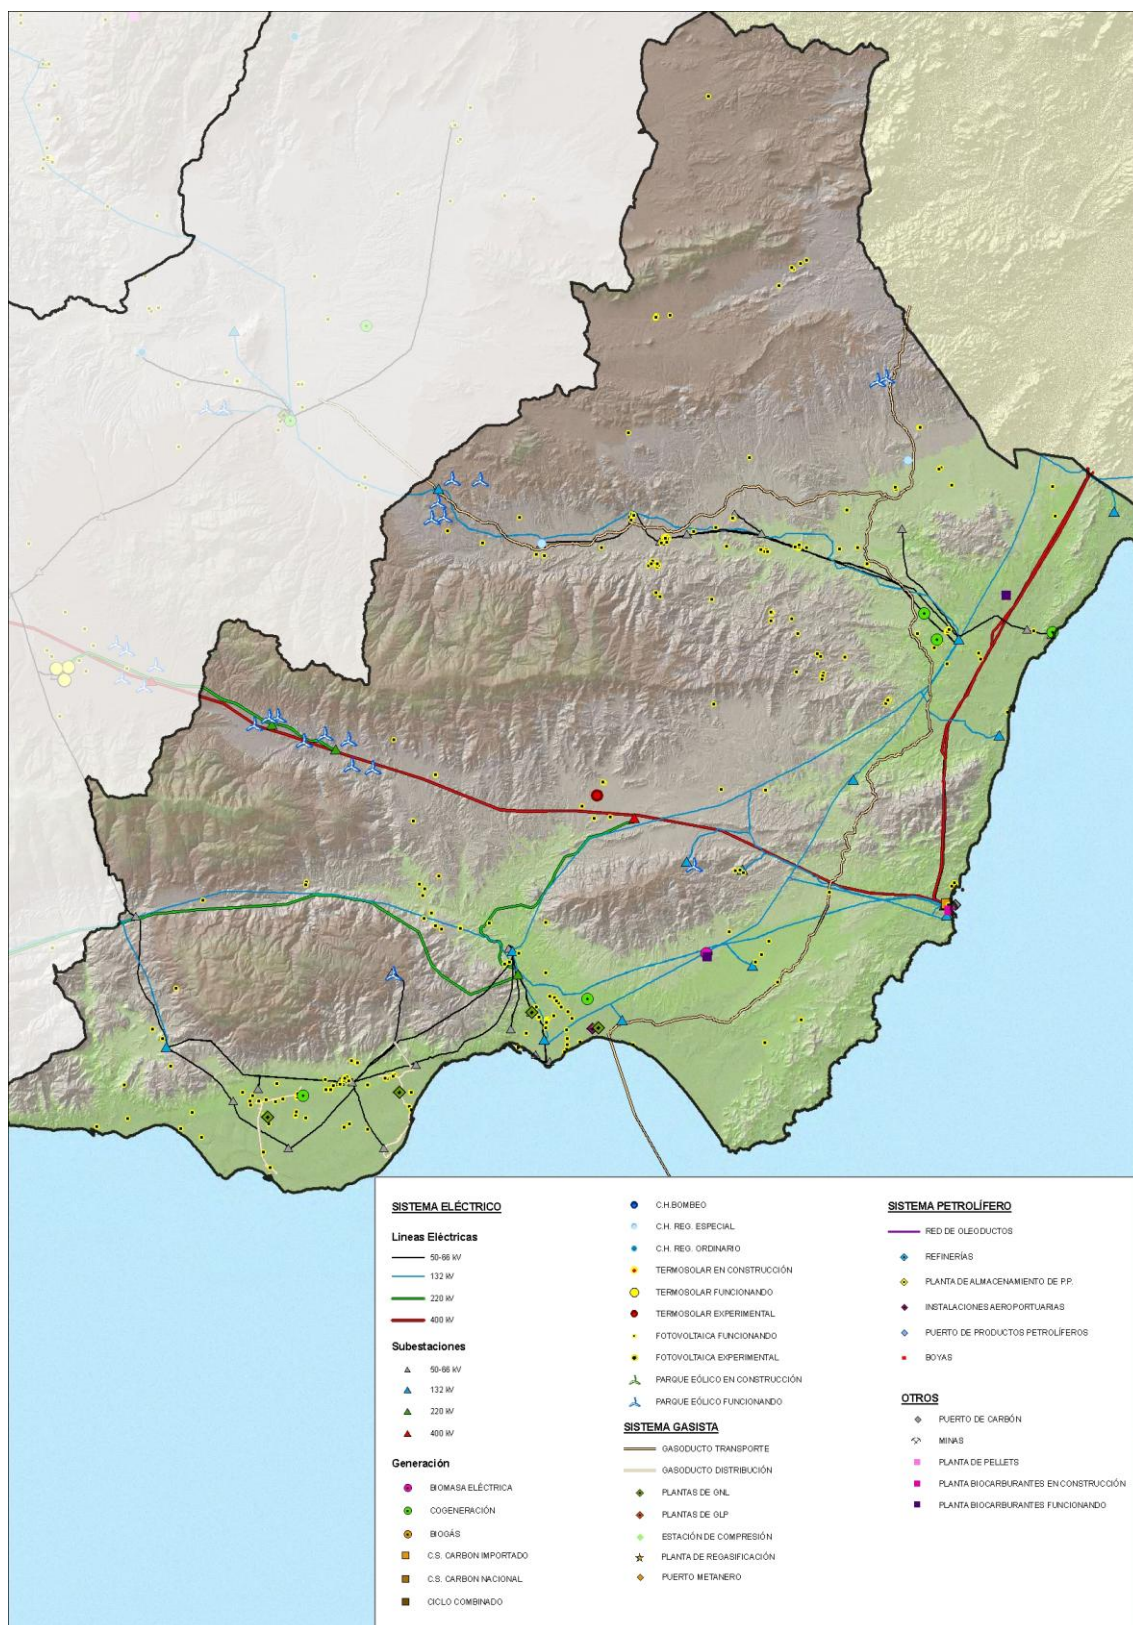 SISTEMA ELÉCTRICO
Lineas Eléctricas
50-66 kV
132 kV
220 kV
400 kV
Subestaciones
50-66 kV
132 kV
220 kV
400 kV
Generación
BIOMASA ELÉCTRICA
COGENERACIÓN
BIOGÁS
C.S. CARBON IMPORTADO
C.S. CARBON NACIONAL
CICLO COMBINADO
C.H.BOMBEO
C.H. REG. ESPECIAL
C.H. REG. ORDINARIO
TERMOSOLAR EN CONSTRUCCIÓN
TERMOSOLAR FUNCIONANDO
TERMOSOLAR EXPERIMENTAL
FOTOVOLTAICA FUNCIONANDO
FOTOVOLTAICA EXPERIMENTAL
PARQUE EÓLICO EN CONSTRUCCIÓN
PARQUE EÓLICO FUNCIONANDO
SISTEMA GASISTA
GASODUCTO TRANSPORTE
GASODUCTO DISTRIBUCIÓN
PLANTAS DE GNL
PLANTAS DE GLP
ESTACIÓN DE COMPRESIÓN
PLANTA DE REGASIFICACIÓN
PUERTO METANERO
SISTEMA PETROLÍFERO
RED DE OLEODUCTOS
REFINERÍAS
PLANTA DE ALMACENAMIENTO DE P.P.
INSTALACIONES AEROPORTUARIAS
PUERTO DE PRODUCTOS PETROLÍFEROS
BOYAS
OTROS
PUERTO DE CARBÓN
MINAS
PLANTA DE PELLETS
PLANTA BIOCARBURANTES EN CONSTRUCCIÓN
PLANTA BIOCARBURANTES FUNCIONANDO